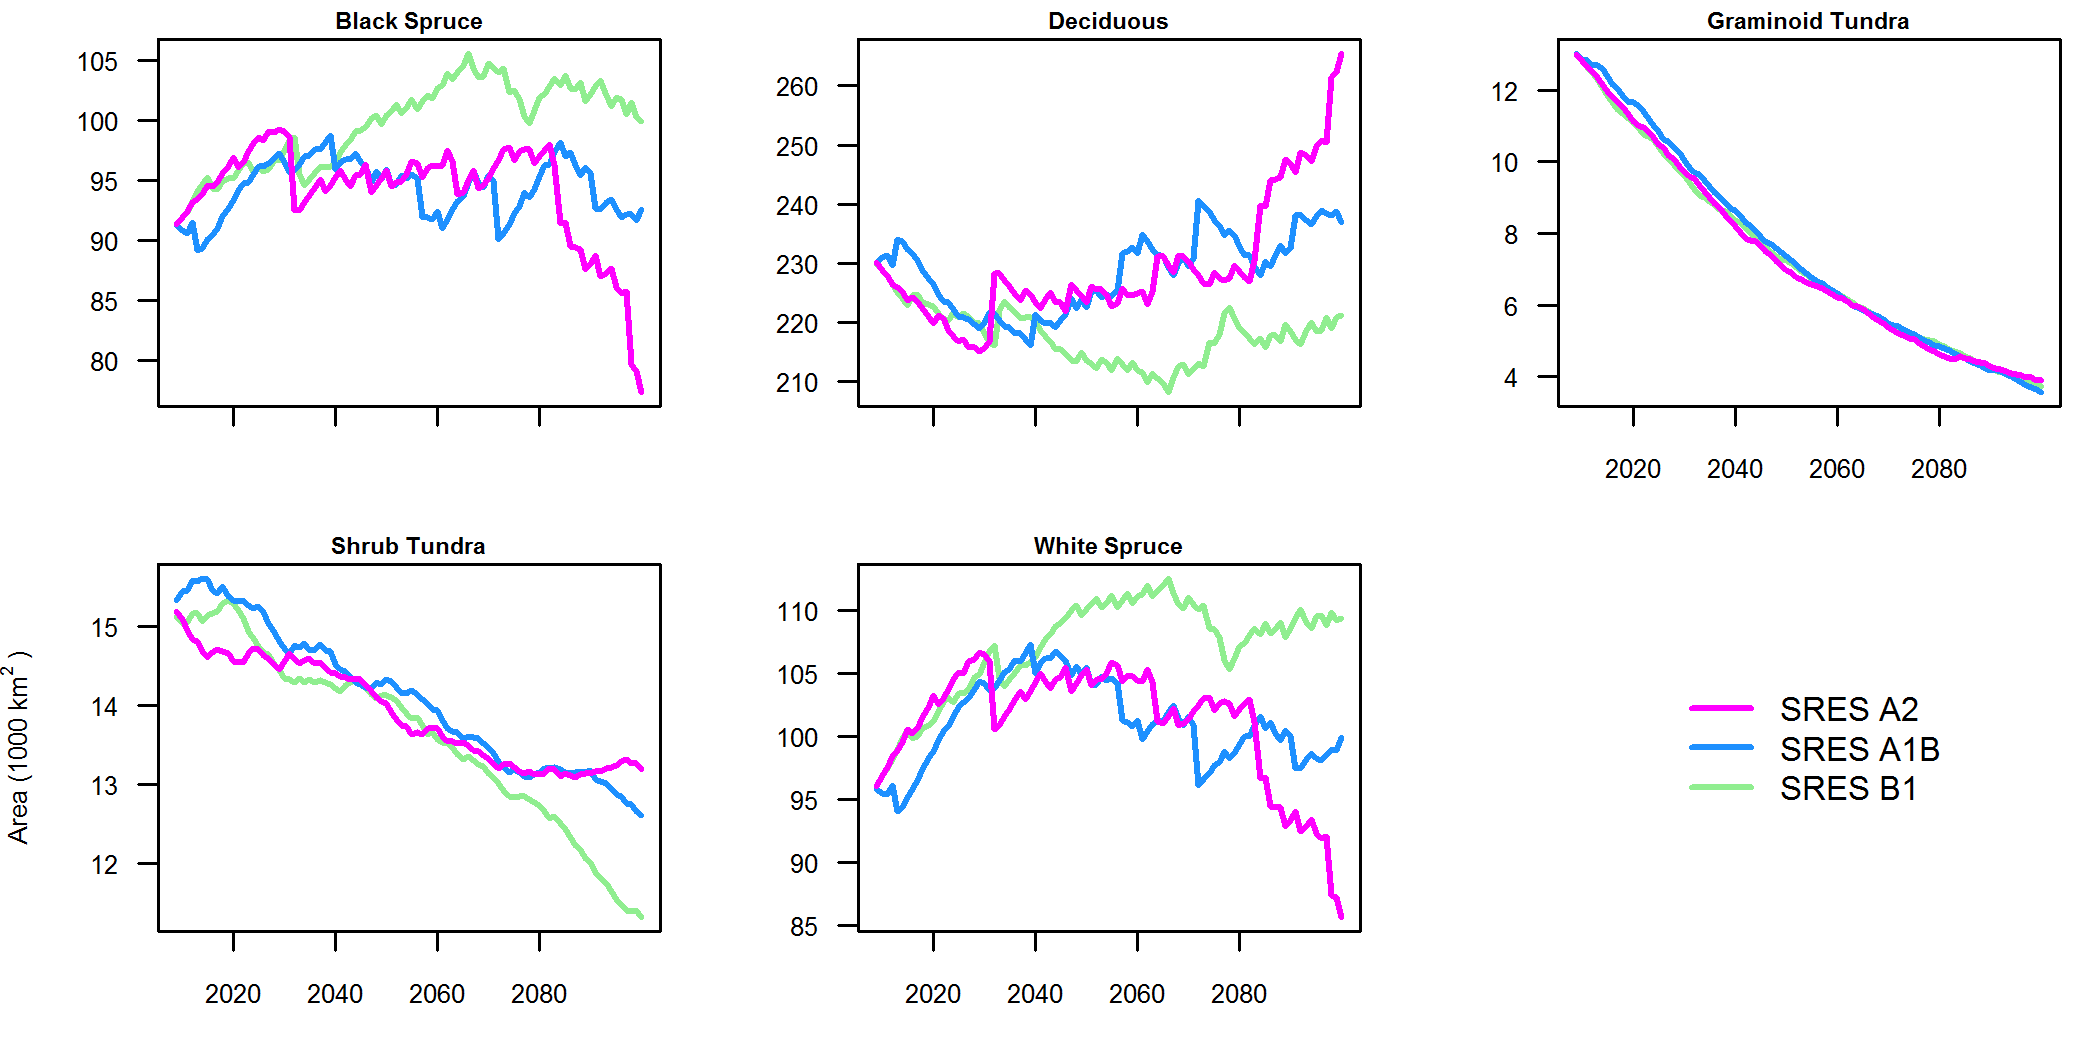 Black Spruce
105
100
95
90
85
80
Deciduous
260
250
240
230
220
210
Graminoid Tundra
12
10
8
6
4
2020 2040 2060 2080
Shrub Tundra
15
14
13
12
2020 2040 2060 2080
Area (1000 km²)
White Spruce
110
105
100
95
90
85
2020 2040 2060 2080
SRES A2
SRES A1B
SRES B1